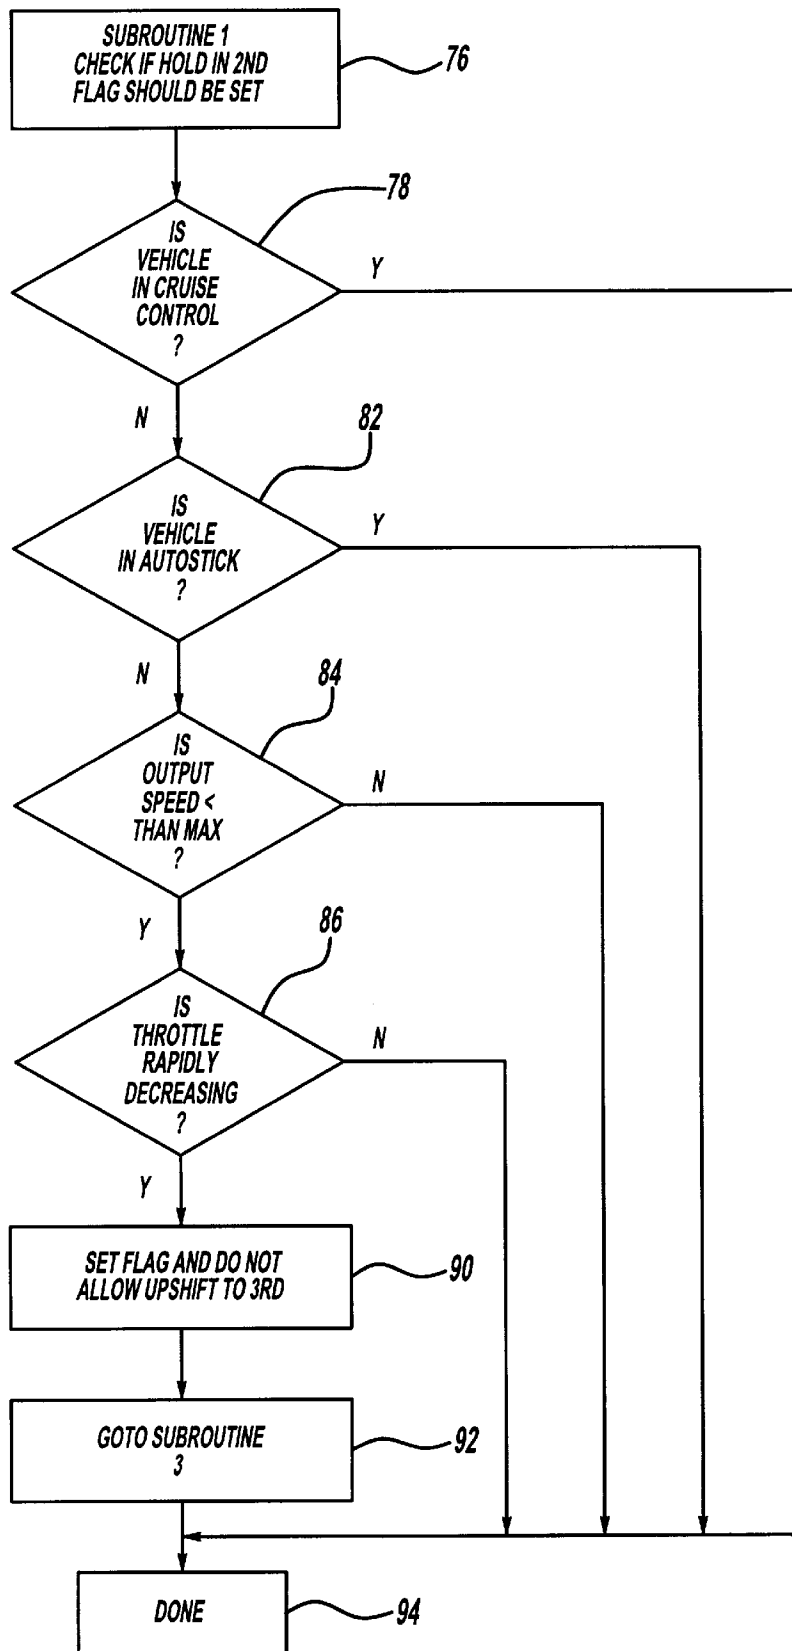 SUBROUTINE 1
CHECK IF HOLD IN 2ND
FLAG SHOULD BE SET
76
78
IS
VEHICLE
IN CRUISE
CONTROL
?
Y
N
82
IS
VEHICLE
IN AUTOSTICK
?
Y
N
84
IS
OUTPUT
SPEED <
THAN MAX
?
N
Y
86
IS
THROTTLE
RAPIDLY
DECREASING
?
N
Y
SET FLAG AND DO NOT
ALLOW UPSHIFT TO 3RD
90
GOTO SUBROUTINE
3
92
DONE
94